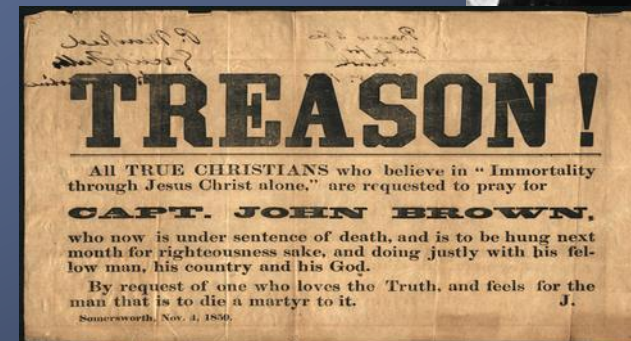 TREASON!
All TRUE CHRISTIANS who believe in “Immortality
through Jesus Christ alone,” are requested to pray for
CAPT. JOHN BROWN,
who now is under sentence of death, and is to be hung next
month for righteousness sake, and doing justly with his fel-
low man, his country and his God.
By request of one who loves the Truth, and feels for the
man that is to die a martyr to it. J.
Somersworth, Nov. 4, 1859.